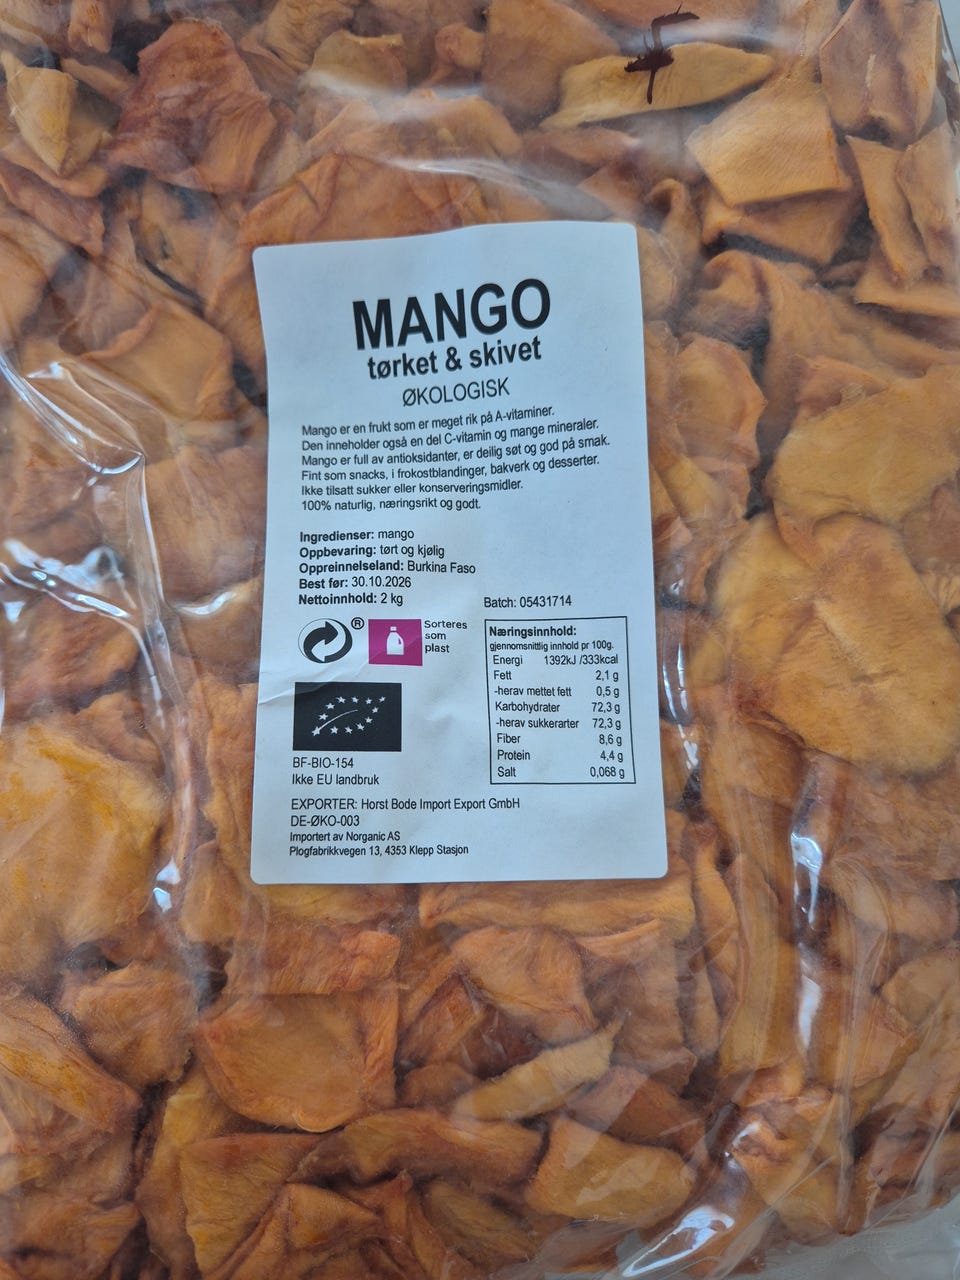 MANGO
tørket & skivet
ØKOLOGISK
Mango er en frukt som er meget rik på A-vitaminer.
Den inneholder også en del C-vitamin og mange mineraler.
Mango er full av antioksidanter, er deilig søt og god på smak.
Fint som snacks, i frokostblandinger, bakverk og desserter.
Ikke tilsatt sukker eller konserveringsmidler.
100% naturlig, næringsrikt og godt.
Ingredienser: mango
Oppbevaring: tørt og kjølig
Oppreinnelseland: Burkina Faso
Best før: 30.10.2026
Nettoinnhold: 2 kg
Batch: 05431714
®
Sorteres
som
plast
Næringsinnhold:
gjennomsnittlig innhold pr 100g.
Energi 1392kJ /333kcal
Fett 2,1 g
-herav mettet fett 0,5 g
Karbohydrater 72,3 g
-herav sukkerarter 72,3 g
Fiber 8,6 g
Protein 4,4 g
Salt 0,068 g
BF-BIO-154
Ikke EU landbruk
EXPORTER: Horst Bode Import Export GmbH
DE-ØKO-003
Importert av Norganic AS
Plogfabrikkvegen 13, 4353 Klepp Stasjon